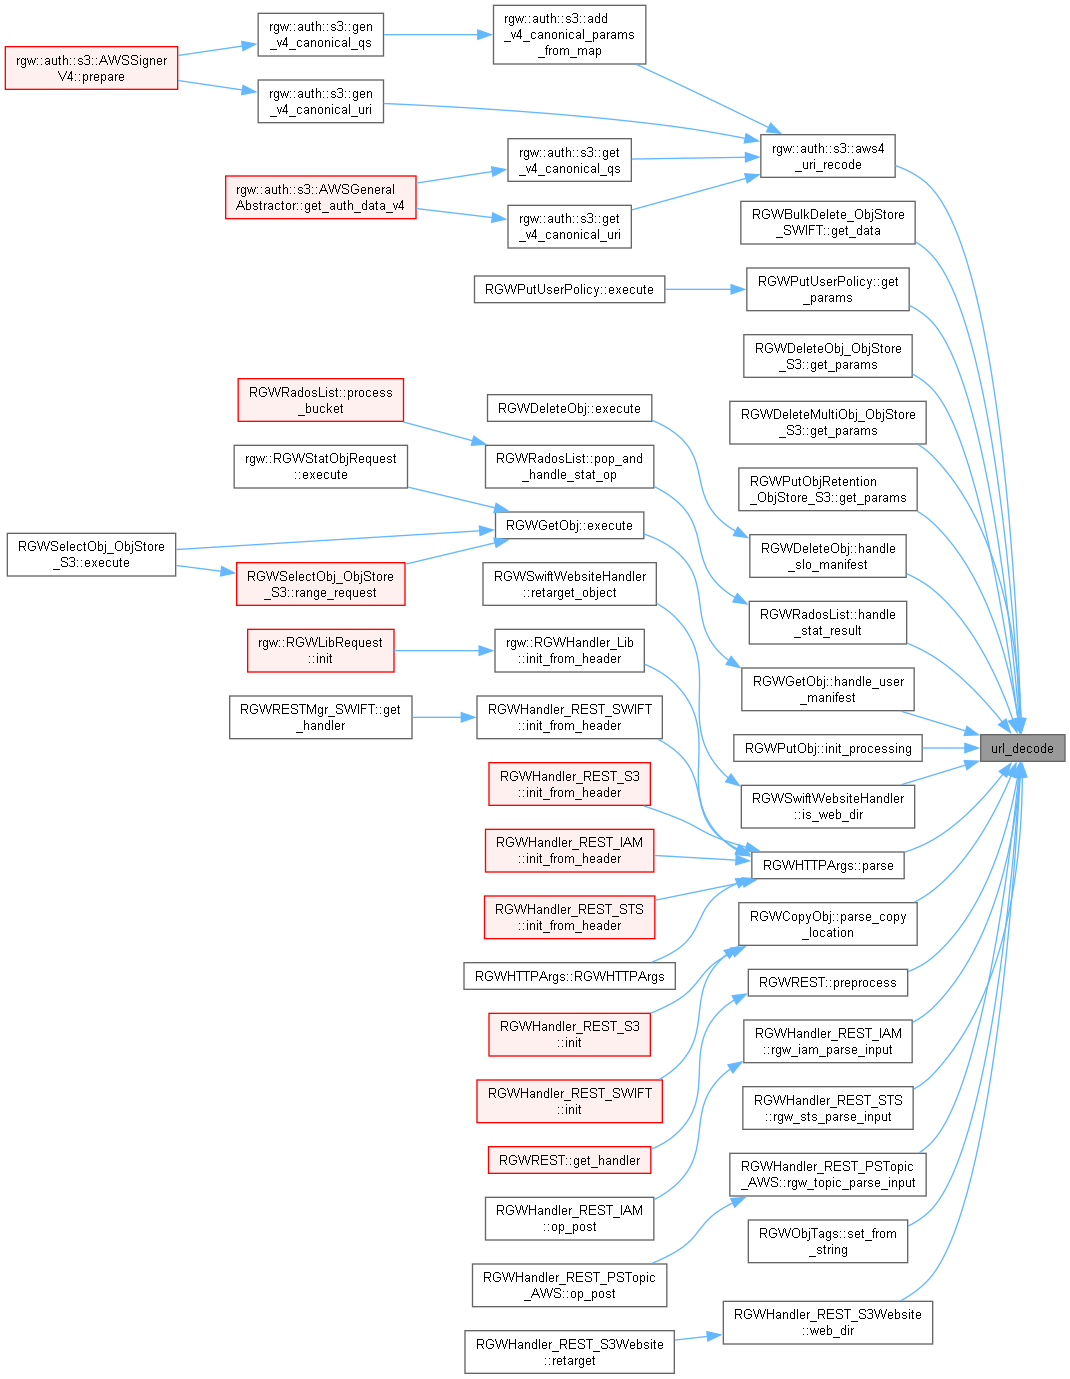 rgw::auth::s3::AWSSigner
V4::prepare
rgw::auth::s3::gen
_v4_canonical_qs
rgw::auth::s3::add
_v4_canonical_params
_from_map
rgw::auth::s3::gen
_v4_canonical_uri
rgw::auth::s3::aws4
_uri_recode
rgw::auth::s3::get
_v4_canonical_qs
rgw::auth::s3::AWSGeneral
Abstractor::get_auth_data_v4
rgw::auth::s3::get
_v4_canonical_uri
RGWBulkDelete_ObjStore
_SWIFT::get_data
RGWPutUserPolicy::execute
RGWPutUserPolicy::get
_params
RGWDeleteObj_ObjStore
_S3::get_params
RGWRadosList::process
_bucket
RGWDeleteObj::execute
RGWDeleteMultiObj_ObjStore
_S3::get_params
rgw::RGWStatObjRequest
::execute
RGWRadosList::pop_and
_handle_stat_op
RGWPutObjRetention
_ObjStore_S3::get_params
RGWGetObj::execute
RGWSelectObj_ObjStore
_S3::execute
RGWDeleteObj::handle
_slo_manifest
RGWSelectObj_ObjStore
_S3::range_request
RGWSwiftWebsiteHandler
::retarget_object
RGWRadosList::handle
_stat_result
rgw::RGWLibRequest
::init
rgw::RGWHandler_Lib
::init_from_header
RGWGetObj::handle_user
_manifest
RGWRESTMgr_SWIFT::get
_handler
RGWHandler_REST_SWIFT
::init_from_header
RGWPutObj::init_processing
url_decode
RGWHandler_REST_S3
::init_from_header
RGWSwiftWebsiteHandler
::is_web_dir
RGWHandler_REST_IAM
::init_from_header
RGWHTTPArgs::parse
RGWHandler_REST_STS
::init_from_header
RGWCopyObj::parse_copy
_location
RGWHTTPArgs::RGWHTTPArgs
RGWREST::preprocess
RGWHandler_REST_S3
::init
RGWHandler_REST_IAM
::rgw_iam_parse_input
RGWHandler_REST_SWIFT
::init
RGWHandler_REST_STS
::rgw_sts_parse_input
RGWREST::get_handler
RGWHandler_REST_PSTopic
_AWS::rgw_topic_parse_input
RGWHandler_REST_IAM
::op_post
RGWObjTags::set_from
_string
RGWHandler_REST_PSTopic
_AWS::op_post
RGWHandler_REST_S3Website
::web_dir
RGWHandler_REST_S3Website
::retarget